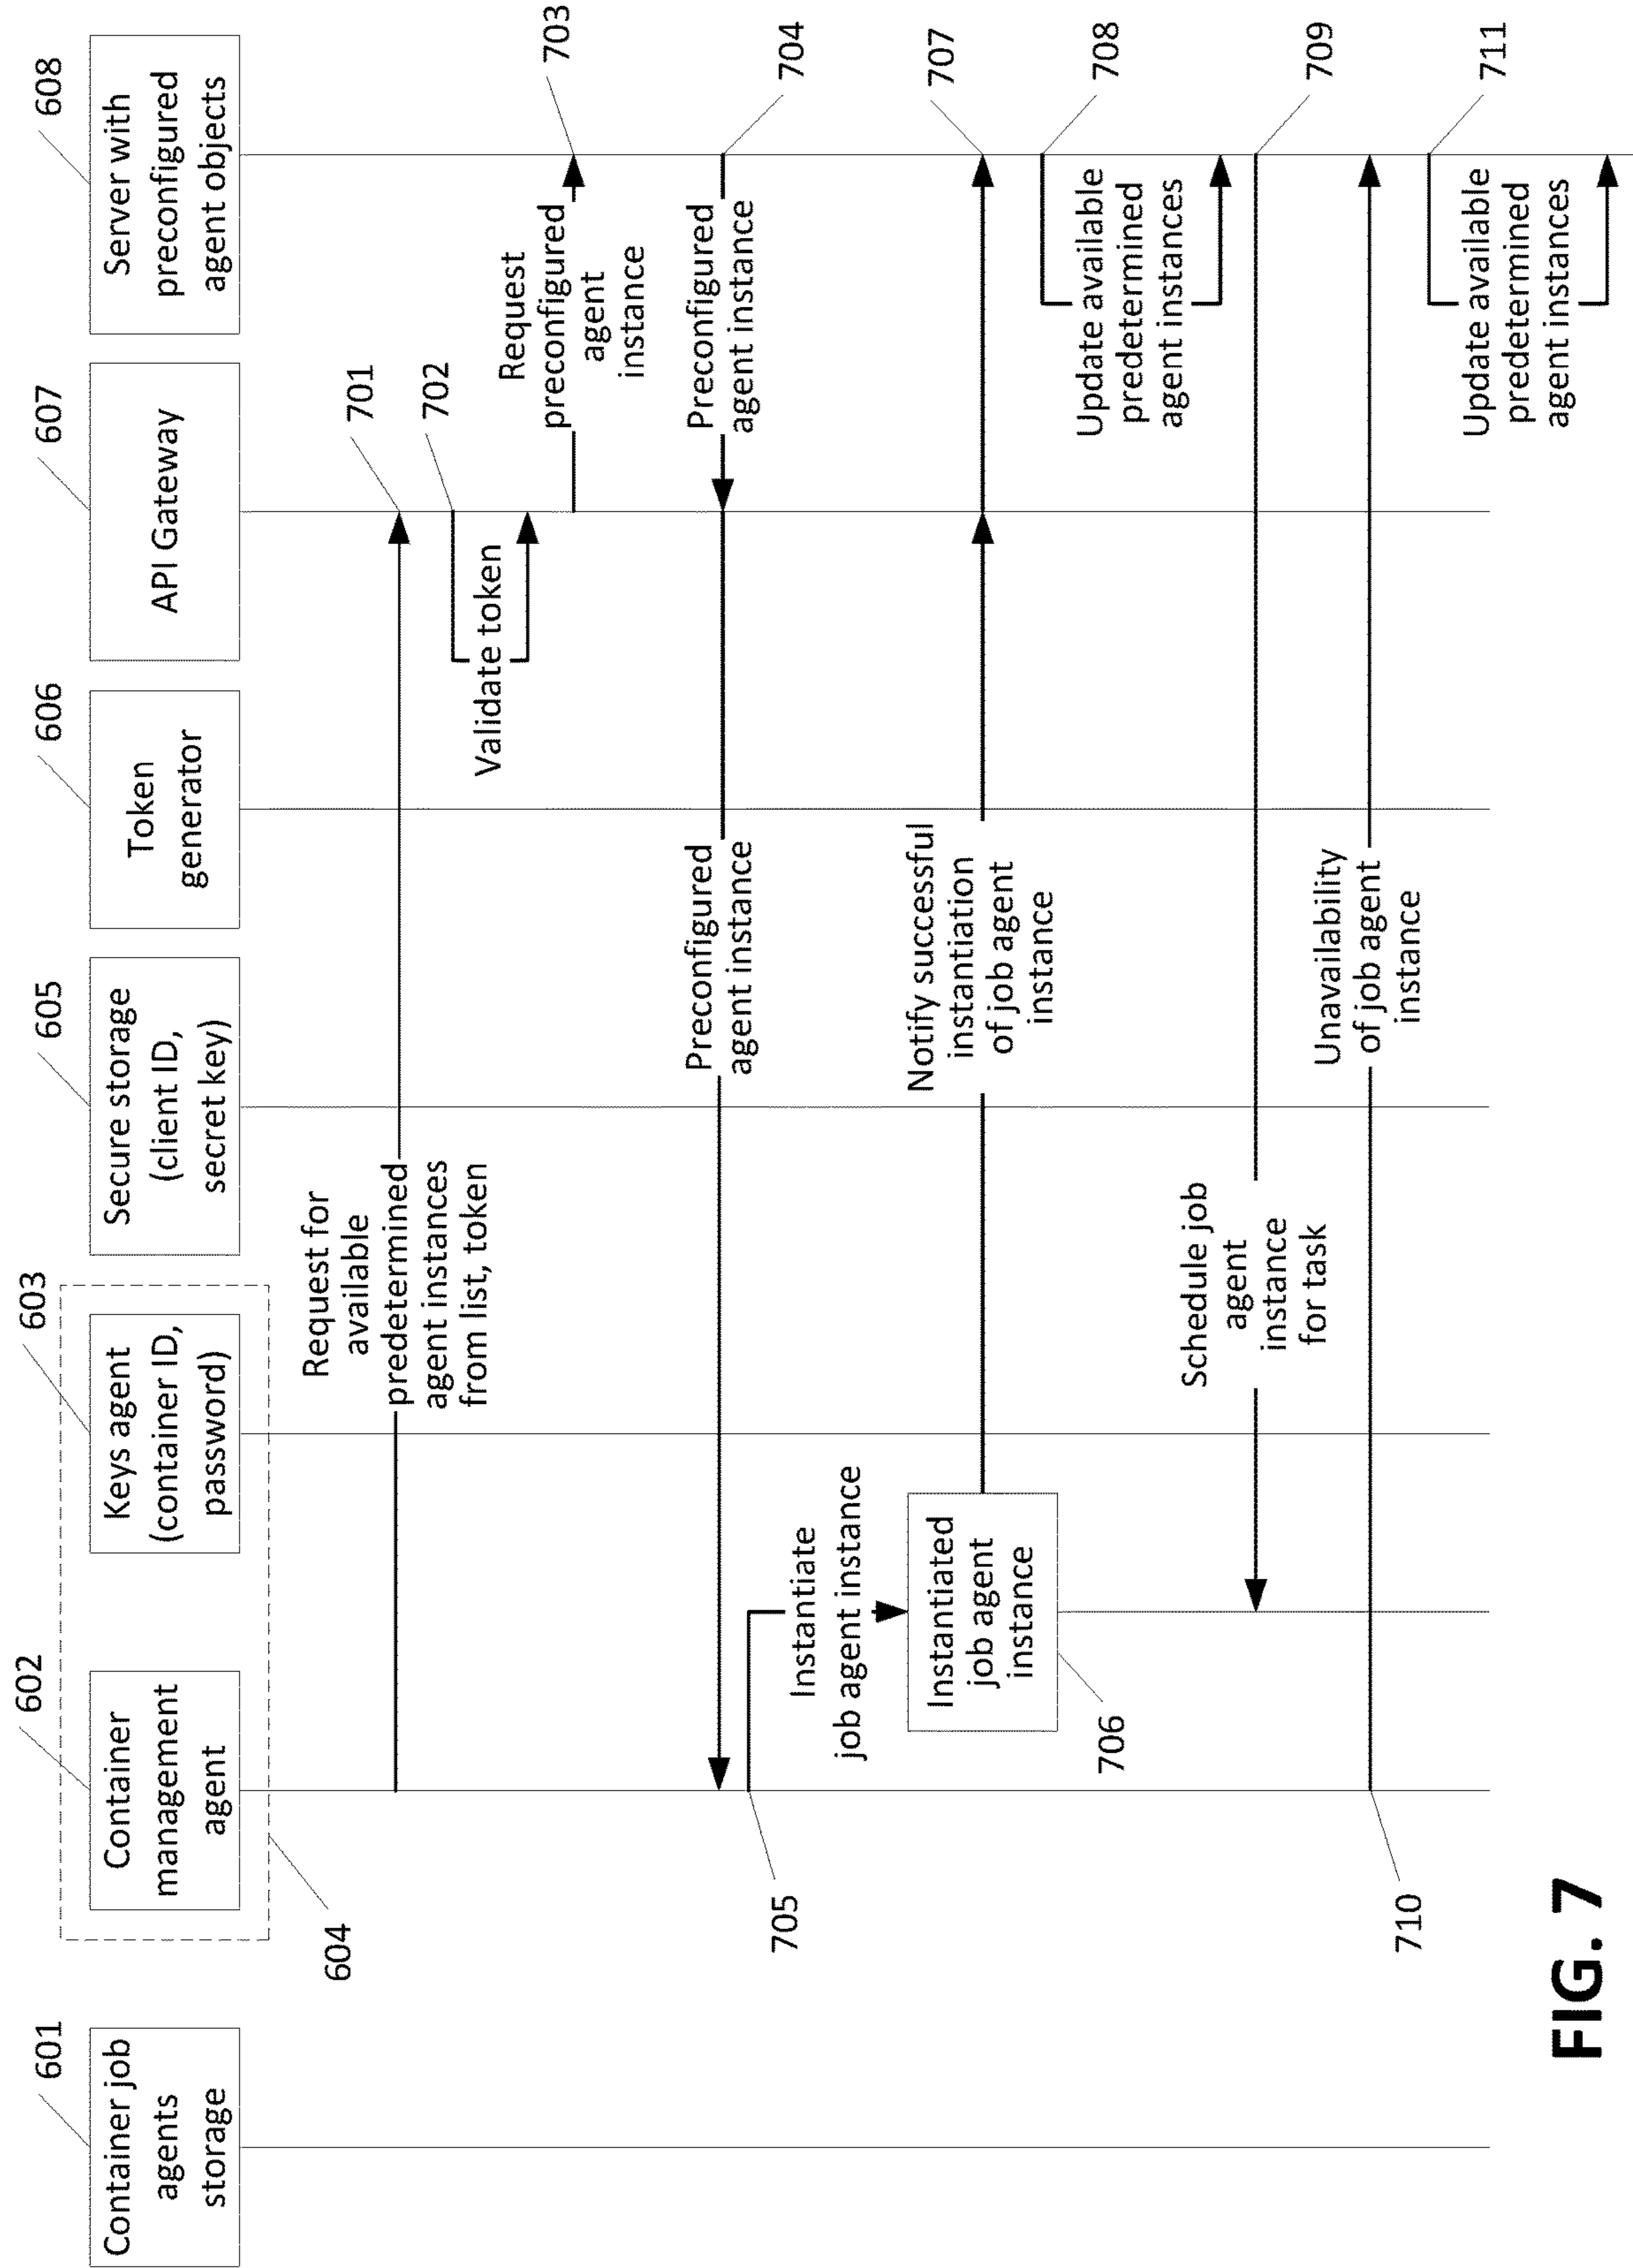 601
Container job
agents
storage
602
Container
management
agent
603
Keys agent
(container ID,
password)
604
605
Secure storage
(client ID,
secret key)
606
Token
generator
607
API Gateway
608
Server with
preconfigured
agent objects
Request for
available
predetermined
agent instances
from list, token
701
702
Validate token
Request
preconfigured
agent
instance
703
Preconfigured
agent instance
704
Preconfigured
agent instance
705
Instantiate
job agent instance
Instantiated
job agent
instance
706
Notify successful
instantiation
of job agent
instance
707
708
Update available
predetermined
agent instances
Schedule job
agent
instance
for task
709
710
Unavailability
of job agent
instance
711
Update available
predetermined
agent instances
FIG. 7